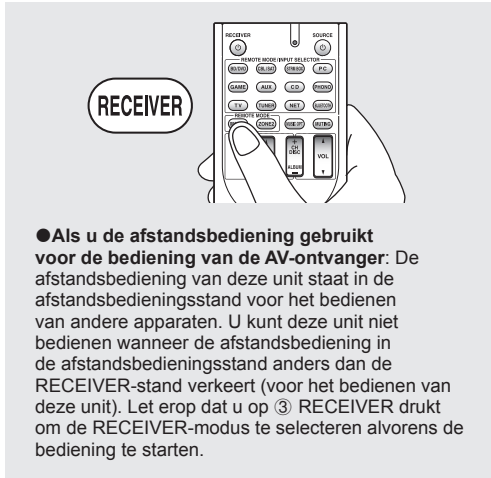 RECEIVER SOURCE
REMOTE MODE/INPUT SELECTOR
BD/DVD CBL/SAT STRM BOX PC
GAME AUX CD PHONO
TV TUNER NET BLUETOOTH
REMOTE MODE
ZONE2 MUTING
+
CH
DISC
ALBUM
VOL
RECEIVER
●Als u de afstandsbediening gebruikt
voor de bediening van de AV-ontvanger: De
afstandsbediening van deze unit staat in de
afstandsbedieningsstand voor het bedienen
van andere apparaten. U kunt deze unit niet
bedienen wanneer de afstandsbediening in
de afstandsbedieningsstand anders dan de
RECEIVER-stand verkeert (voor het bedienen van
deze unit). Let erop dat u op ③ RECEIVER drukt
om de RECEIVER-modus te selecteren alvorens de
bediening te starten.